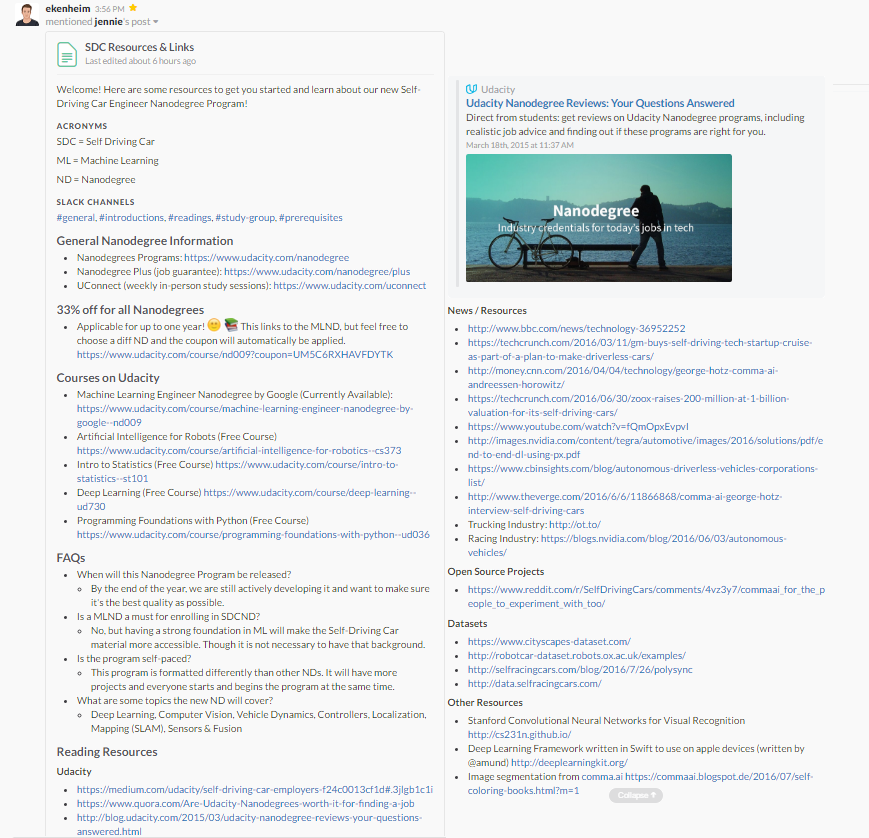 ekenheim 3:56 PM
mentioned jennie's post
SDC Resources & Links
Last edited about 6 hours ago
Welcome! Here are some resources to get you started and learn about our new Self-
Driving Car Engineer Nanodegree Program!
ACRONYMS
SDC = Self Driving Car
ML = Machine Learning
ND = Nanodegree
SLACK CHANNELS
#general, #introductions, #readings, #study-group, #prerequisites
General Nanodegree Information
• Nanodegrees Programs: https://www.udacity.com/nanodegree
• Nanodegree Plus (job guarantee): https://www.udacity.com/nanodegree/plus
• UConnect (weekly in-person study sessions): https://www.udacity.com/uconnect
33% off for all Nanodegrees
• Applicable for up to one year! This links to the MLND, but feel free to
choose a diff ND and the coupon will automatically be applied.
https://www.udacity.com/course/nd009?coupon=UM5C6RXHAVFDYTK
Courses on Udacity
• Machine Learning Engineer Nanodegree by Google (Currently Available):
https://www.udacity.com/course/machine-learning-engineer-nanodegree-by-
google--nd009
• Artificial Intelligence for Robots (Free Course)
https://www.udacity.com/course/artificial-intelligence-for-robotics--cs373
• Intro to Statistics (Free Course) https://www.udacity.com/course/intro-to-
statistics--st101
• Deep Learning (Free Course) https://www.udacity.com/course/deep-learning--
ud730
• Programming Foundations with Python (Free Course)
https://www.udacity.com/course/programming-foundations-with-python--ud036
FAQs
• When will this Nanodegree Program be released?
By the end of the year, we are still actively developing it and want to make sure
it's the best quality as possible.
• Is a MLND a must for enrolling in SDCND?
No, but having a strong foundation in ML will make the Self-Driving Car
material more accessible. Though it is not necessary to have that background.
• Is the program self-paced?
This program is formatted differently than other NDs. It will have more
projects and everyone starts and begins the program at the same time.
• What are some topics the new ND will cover?
Deep Learning, Computer Vision, Vehicle Dynamics, Controllers, Localization,
Mapping (SLAM), Sensors & Fusion
Reading Resources
Udacity
• https://medium.com/udacity/self-driving-car-employers-f24c0013cf1d#.3jlgb1c1i
• https://www.quora.com/Are-Udacity-Nanodegrees-worth-it-for-finding-a-job
• http://blog.udacity.com/2015/03/udacity-nanodegree-reviews-your-questions-
answered.html
Udacity
Udacity Nanodegree Reviews: Your Questions Answered
Direct from students: get reviews on Udacity Nanodegree programs, including
realistic job advice and finding out if these programs are right for you.
March 18th, 2015 at 11:37 AM
Nanodegree
Industry credentials for today's jobs in tech
News / Resources
• http://www.bbc.com/news/technology-36952252
• https://techcrunch.com/2016/03/11/gm-buys-self-driving-tech-startup-cruise-
as-part-of-a-plan-to-make-driverless-cars/
• http://money.cnn.com/2016/04/04/technology/george-hotz-comma-ai-
andreessen-horowitz/
• https://techcrunch.com/2016/06/30/zoox-raises-200-million-at-1-billion-
valuation-for-its-self-driving-cars/
• https://www.youtube.com/watch?v=fQmOpxEvpvI
• http://images.nvidia.com/content/tegra/automotive/images/2016/solutions/pdf/e
nd-to-end-dl-using-px.pdf
• https://www.cbinsights.com/blog/autonomous-driverless-vehicles-corporations-
list/
• http://www.theverge.com/2016/6/6/11866868/comma-ai-george-hotz-
interview-self-driving-cars
• Trucking Industry: http://ot.to/
• Racing Industry: https://blogs.nvidia.com/blog/2016/06/03/autonomous-
vehicles/
Open Source Projects
• https://www.reddit.com/r/SelfDrivingCars/comments/4vz3y7/commaai_for_the_p
eople_to_experiment_with_too/
Datasets
• https://www.cityscapes-dataset.com/
• http://robotcar-dataset.robots.ox.ac.uk/examples/
• http://selfracingcars.com/blog/2016/7/26/polysync
• http://data.selfracingcars.com/
Other Resources
• Stanford Convolutional Neural Networks for Visual Recognition
http://cs231n.github.io/
• Deep Learning Framework written in Swift to use on apple devices (written by
@amund) http://deeplearningkit.org/
• Image segmentation from comma.ai https://commaai.blogspot.de/2016/07/self-
coloring-books.html?m=1
Collapse ↑